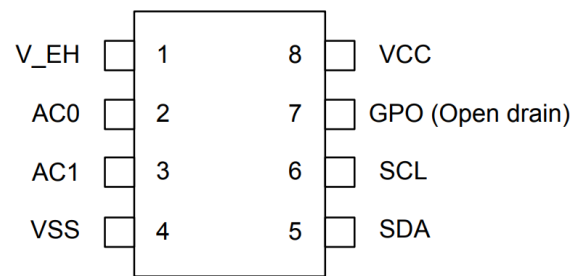 V_EH 1 8 VCC
AC0 2 7 GPO (Open drain)
AC1 3 6 SCL
VSS 4 5 SDA